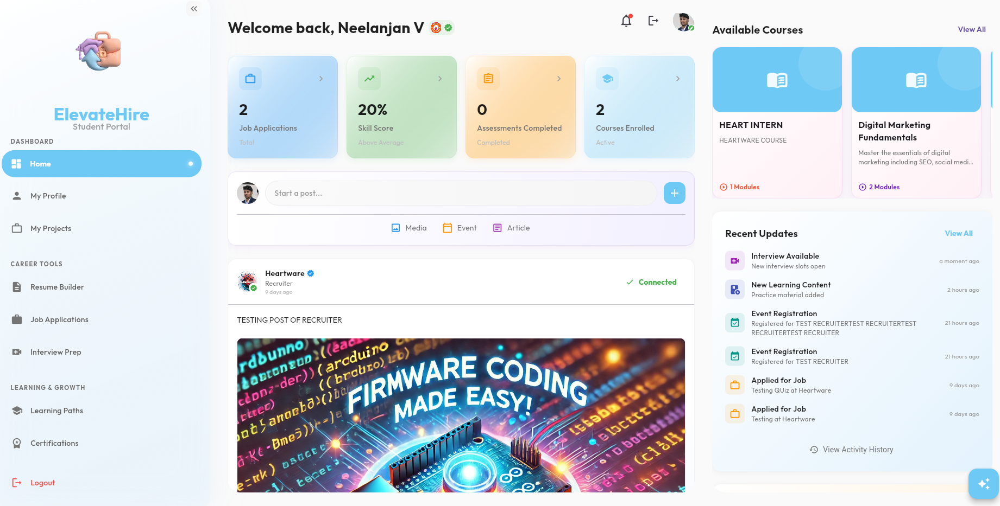 ElevateHire
Student Portal
DASHBOARD
Home
My Profile
My Projects
CAREER TOOLS
Resume Builder
Job Applications
Interview Prep
LEARNING & GROWTH
Learning Paths
Certifications
Logout
Welcome back, Neelanjan V
2
Job Applications
Total
20%
Skill Score
Above Average
0
Assessments Completed
Completed
2
Courses Enrolled
Active
Start a post...
Media
Event
Article
Heartware
Recruiter
9 days ago
Connected
TESTING POST OF RECRUITER
FIRMWARE CODING
MADE EASY!
Available Courses
View All
HEART INTERN
HEARTWARE COURSE
1 Modules
Digital Marketing
Fundamentals
Master the essentials of digital
marketing including SEO, social medi...
2 Modules
Recent Updates
View All
Interview Available
New interview slots open
a moment ago
New Learning Content
Practice material added
2 hours ago
Event Registration
Registered for TEST RECRUITERTEST RECRUITERTEST
RECRUITERTEST RECRUITER
21 hours ago
Event Registration
Registered for TEST RECRUITER
21 hours ago
Applied for Job
Testing QUiz at Heartware
9 days ago
Applied for Job
Testing at Heartware
9 days ago
View Activity History